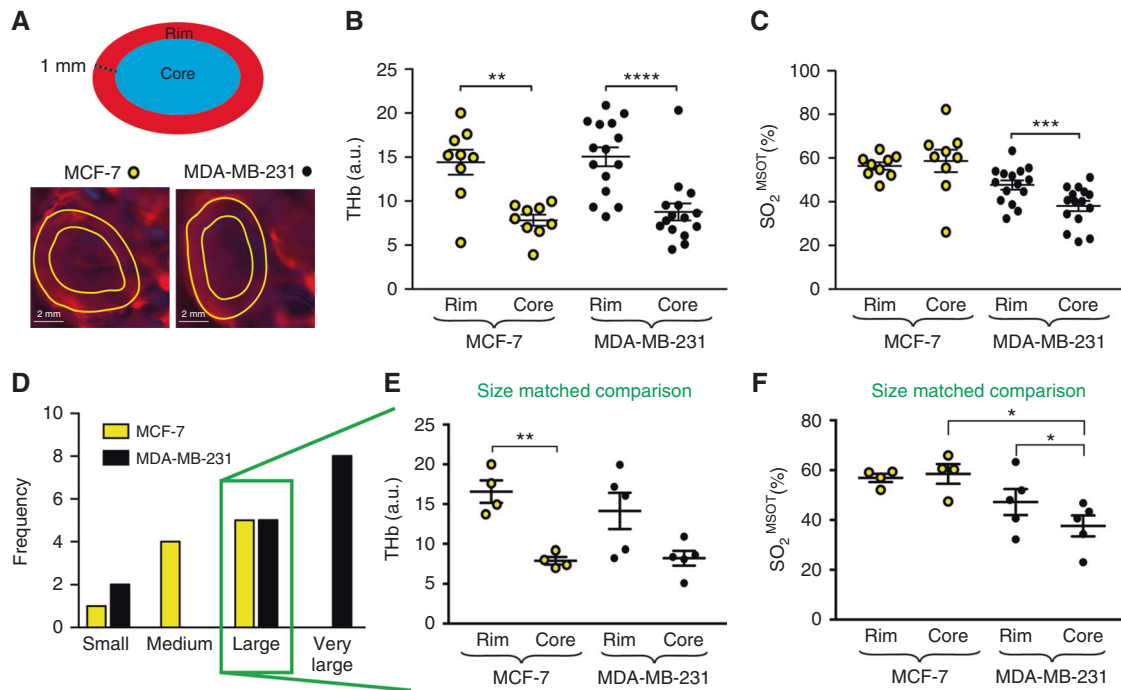 A
Rim
1 mm
Core
MCF-7
MDA-MB-231
2 mm
2 mm
B
THb (a.u.)
25
20
15
10
5
0
**
****
Rim
Core
Rim
Core
MCF-7
MDA-MB-231
C
SO2 MSOT(%)
100
80
60
40
20
0
***
Rim
Core
Rim
Core
MCF-7
MDA-MB-231
D
Frequency
10
8
6
4
2
0
MCF-7
MDA-MB-231
Small
Medium
Large
Very
large
E
Size matched comparison
THb (a.u.)
25
20
15
10
5
0
**
Rim
Core
Rim
Core
MCF-7
MDA-MB-231
F
Size matched comparison
SO2 MSOT(%)
80
60
40
20
0
*
*
Rim
Core
Rim
Core
MCF-7
MDA-MB-231